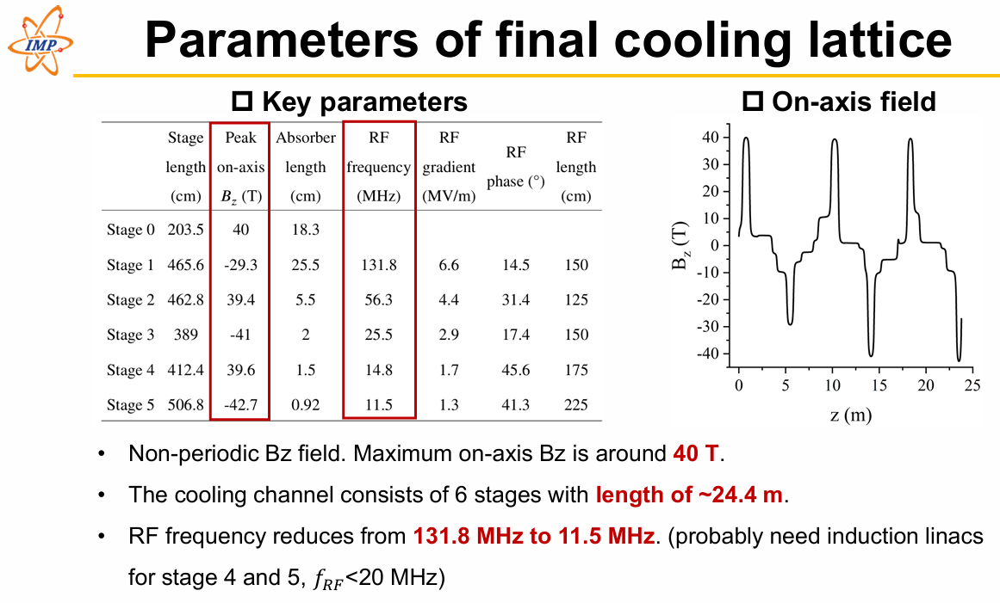 IMP
Parameters of final cooling lattice
Key parameters
Stage length (cm) Peak on-axis B_z (T) Absorber length (cm) RF frequency (MHz) RF gradient (MV/m) RF phase (°) RF length (cm)
Stage 0 203.5 40 18.3
Stage 1 465.6 -29.3 25.5 131.8 6.6 14.5 150
Stage 2 462.8 39.4 5.5 56.3 4.4 31.4 125
Stage 3 389 -41 2 25.5 2.9 17.4 150
Stage 4 412.4 39.6 1.5 14.8 1.7 45.6 175
Stage 5 506.8 -42.7 0.92 11.5 1.3 41.3 225
On-axis field
B_z (T)
40
30
20
10
0
-10
-20
-30
-40
0 5 10 15 20 25
z (m)
• Non-periodic Bz field. Maximum on-axis Bz is around 40 T.
• The cooling channel consists of 6 stages with length of ~24.4 m.
• RF frequency reduces from 131.8 MHz to 11.5 MHz. (probably need induction linacs
for stage 4 and 5, f_RF<20 MHz)